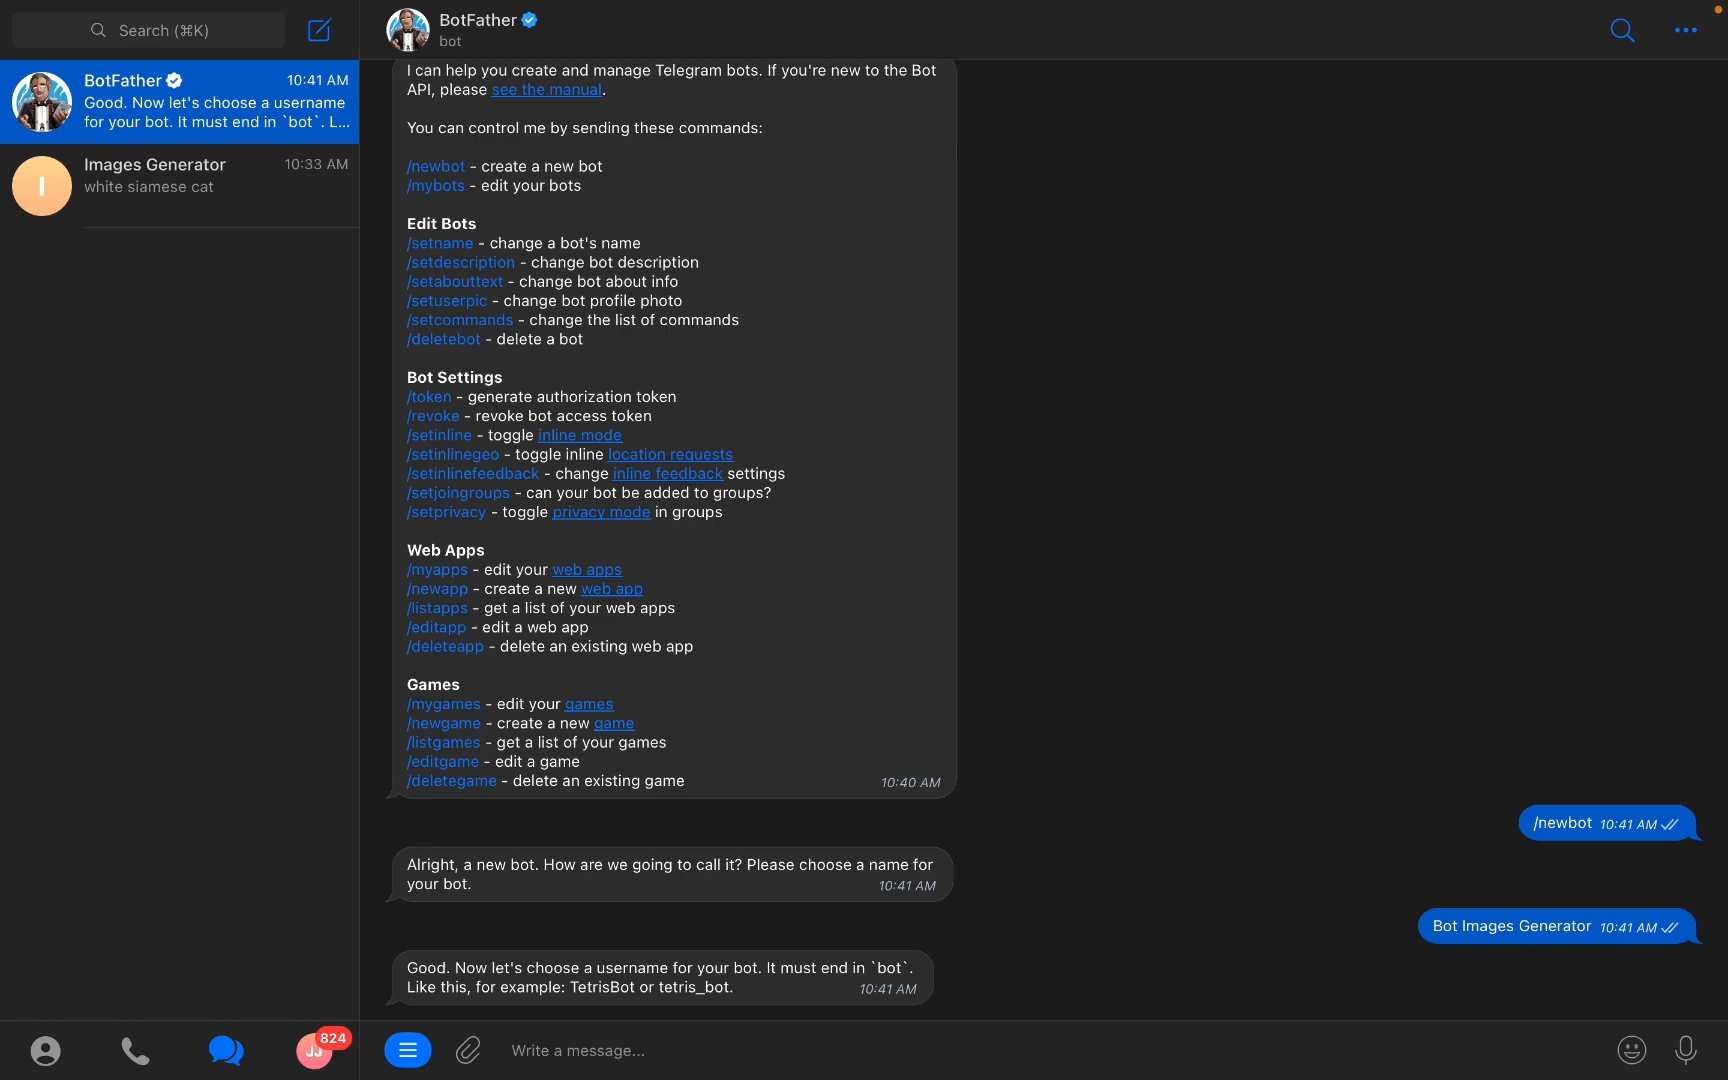 Search (⌘K)
BotFather
10:41 AM
Good. Now let's choose a username
for your bot. It must end in `bot`. L...
I
Images Generator
10:33 AM
white siamese cat
JJ
824
BotFather
bot
I can help you create and manage Telegram bots. If you're new to the Bot
API, please see the manual.
You can control me by sending these commands:
/newbot - create a new bot
/mybots - edit your bots
Edit Bots
/setname - change a bot's name
/setdescription - change bot description
/setabouttext - change bot about info
/setuserpic - change bot profile photo
/setcommands - change the list of commands
/deletebot - delete a bot
Bot Settings
/token - generate authorization token
/revoke - revoke bot access token
/setinline - toggle inline mode
/setinlinegeo - toggle inline location requests
/setinlinefeedback - change inline feedback settings
/setjoingroups - can your bot be added to groups?
/setprivacy - toggle privacy mode in groups
Web Apps
/myapps - edit your web apps
/newapp - create a new web app
/listapps - get a list of your web apps
/editapp - edit a web app
/deleteapp - delete an existing web app
Games
/mygames - edit your games
/newgame - create a new game
/listgames - get a list of your games
/editgame - edit a game
/deletegame - delete an existing game
10:40 AM
/newbot 10:41 AM
Alright, a new bot. How are we going to call it? Please choose a name for
your bot.
10:41 AM
Bot Images Generator 10:41 AM
Good. Now let's choose a username for your bot. It must end in `bot`.
Like this, for example: TetrisBot or tetris_bot.
10:41 AM
Write a message...